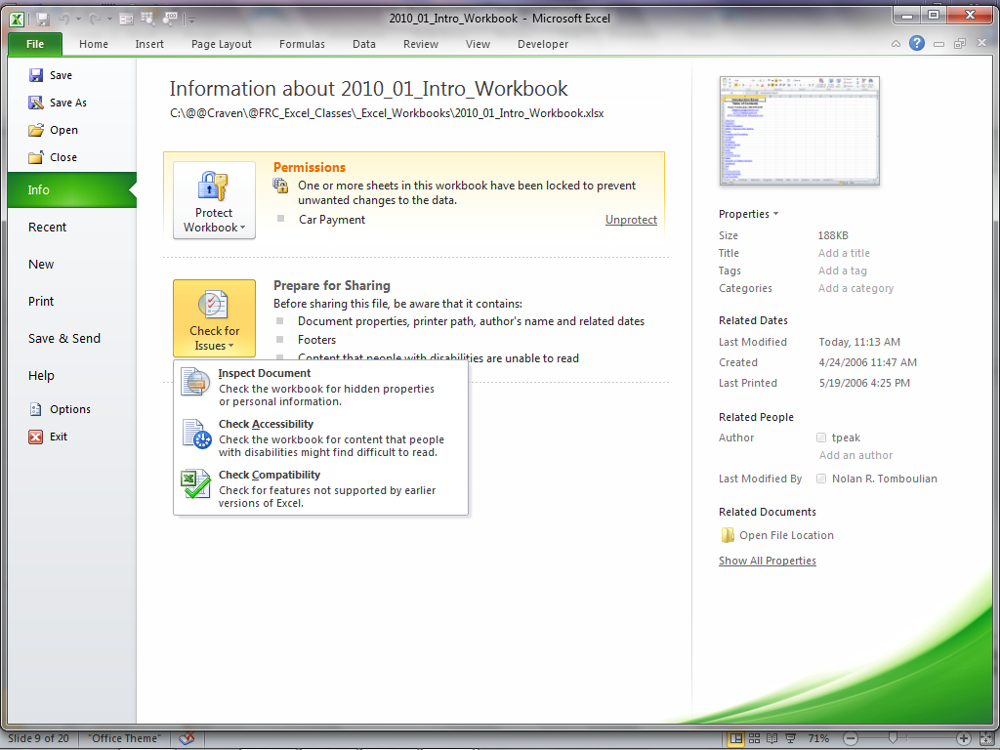 2010_01_Intro_Workbook - Microsoft Excel
File Home Insert Page Layout Formulas Data Review View Developer
Save
Save As
Open
Close
Info
Recent
New
Print
Save & Send
Help
Options
Exit
Information about 2010_01_Intro_Workbook
C:\@@Craven\@FRC_Excel_Classes\_Excel_Workbooks\2010_01_Intro_Workbook.xlsx
Protect
Workbook
Permissions
One or more sheets in this workbook have been locked to prevent
unwanted changes to the data.
Car Payment Unprotect
Check for
Issues
Prepare for Sharing
Before sharing this file, be aware that it contains:
Document properties, printer path, author's name and related dates
Footers
Content that people with disabilities are unable to read
Inspect Document
Check the workbook for hidden properties
or personal information.
Check Accessibility
Check the workbook for content that people
with disabilities might find difficult to read.
Check Compatibility
Check for features not supported by earlier
versions of Excel.
Properties
Size 188KB
Title Add a title
Tags Add a tag
Categories Add a category
Related Dates
Last Modified Today, 11:13 AM
Created 4/24/2006 11:47 AM
Last Printed 5/19/2006 4:25 PM
Related People
Author tpeak
Add an author
Last Modified By Nolan R. Tomboulian
Related Documents
Open File Location
Show All Properties
Slide 9 of 20 "Office Theme" 71%